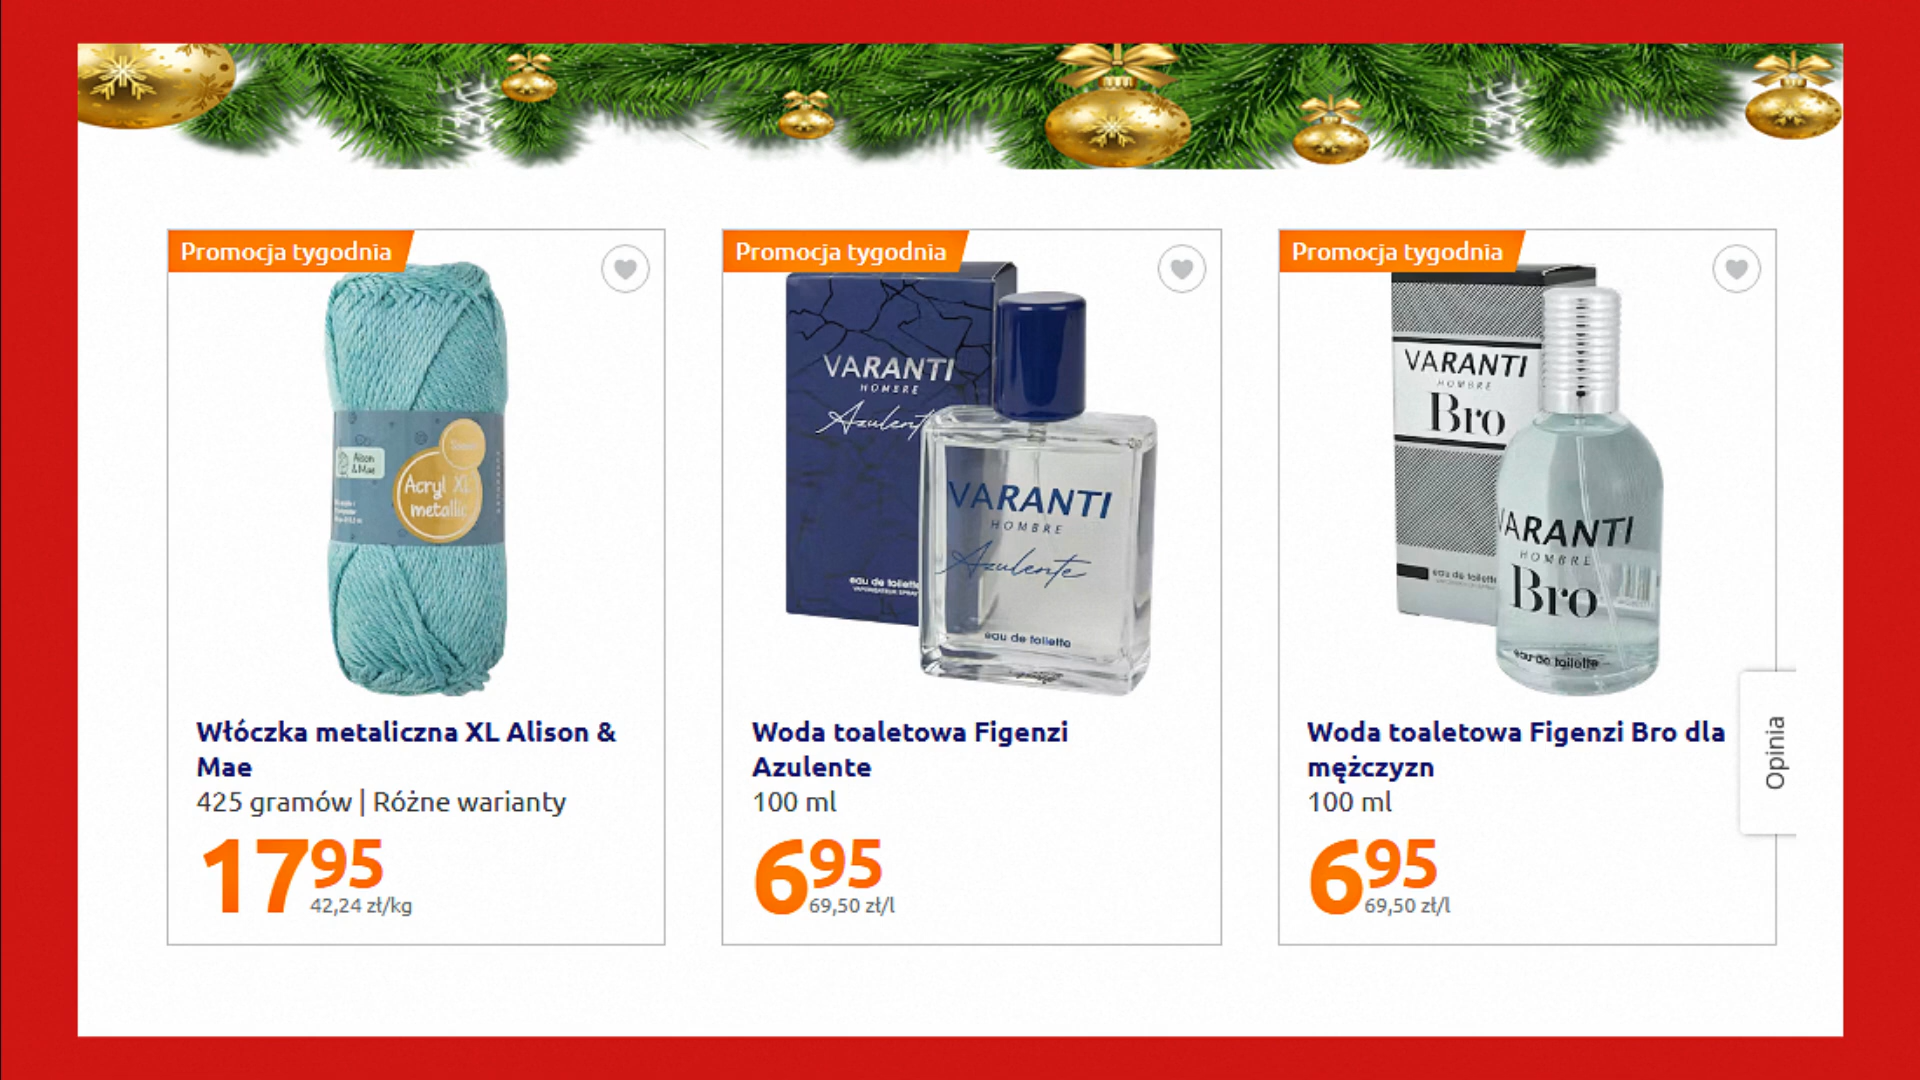 Promocja tygodnia
Alison
& Mae
Acryl XL
metallic
Włóczka metaliczna XL Alison &
Mae
425 gramów | Różne warianty
17 95
42,24 zł/kg
Promocja tygodnia
VARANTI
HOMBRE
VARANTI
HOMBRE
Azulente
eau de toilette
eau de toilette
Woda toaletowa Figenzi
Azulente
100 ml
6 95
69,50 zł/l
Promocja tygodnia
VARANTI
HOMBRE
Bro
eau de toilette
VARANTI
HOMBRE
Bro
eau de toilette
Woda toaletowa Figenzi Bro dla
mężczyzn
100 ml
6 95
69,50 zł/l
Opinia